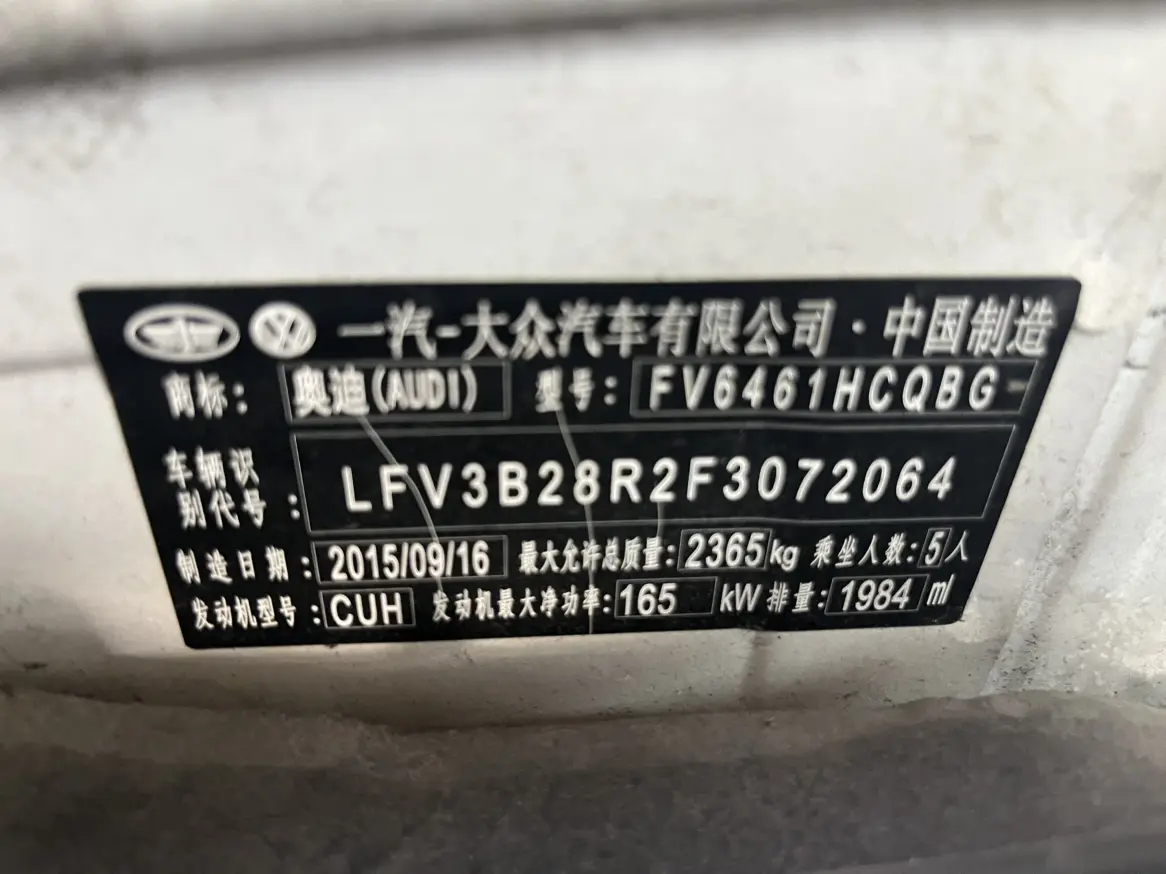 一汽-大众汽车有限公司·中国制造
商标: 奥迪(AUDI) 型号: FV6461HCQBG
车辆识别代号: LFV3B28R2F3072064
制造日期: 2015/09/16 最大允许总质量: 2365kg 乘坐人数: 5人
发动机型号: CUH 发动机最大净功率: 165 kW 排量: 1984 ml